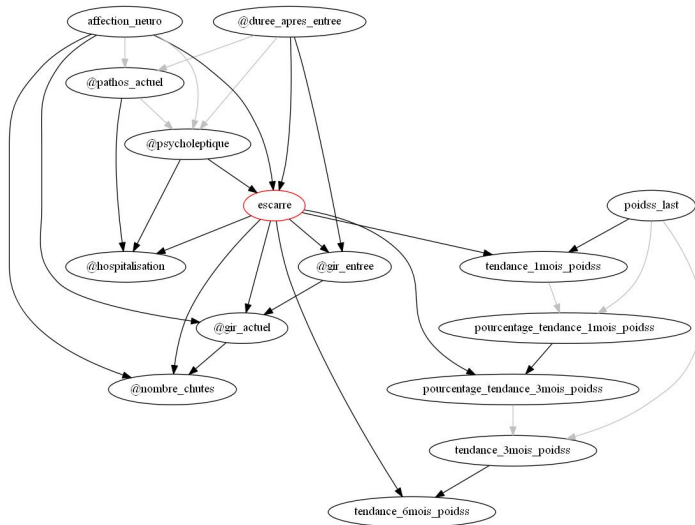 affection_neuro
@duree_apres_entree
@pathos_actuel
@psycholeptique
escarre
poidss_last
@hospitalisation
@gir_entree
tendance_1mois_poidss
@gir_actuel
pourcentage_tendance_1mois_poidss
@nombre_chutes
pourcentage_tendance_3mois_poidss
tendance_3mois_poidss
tendance_6mois_poidss